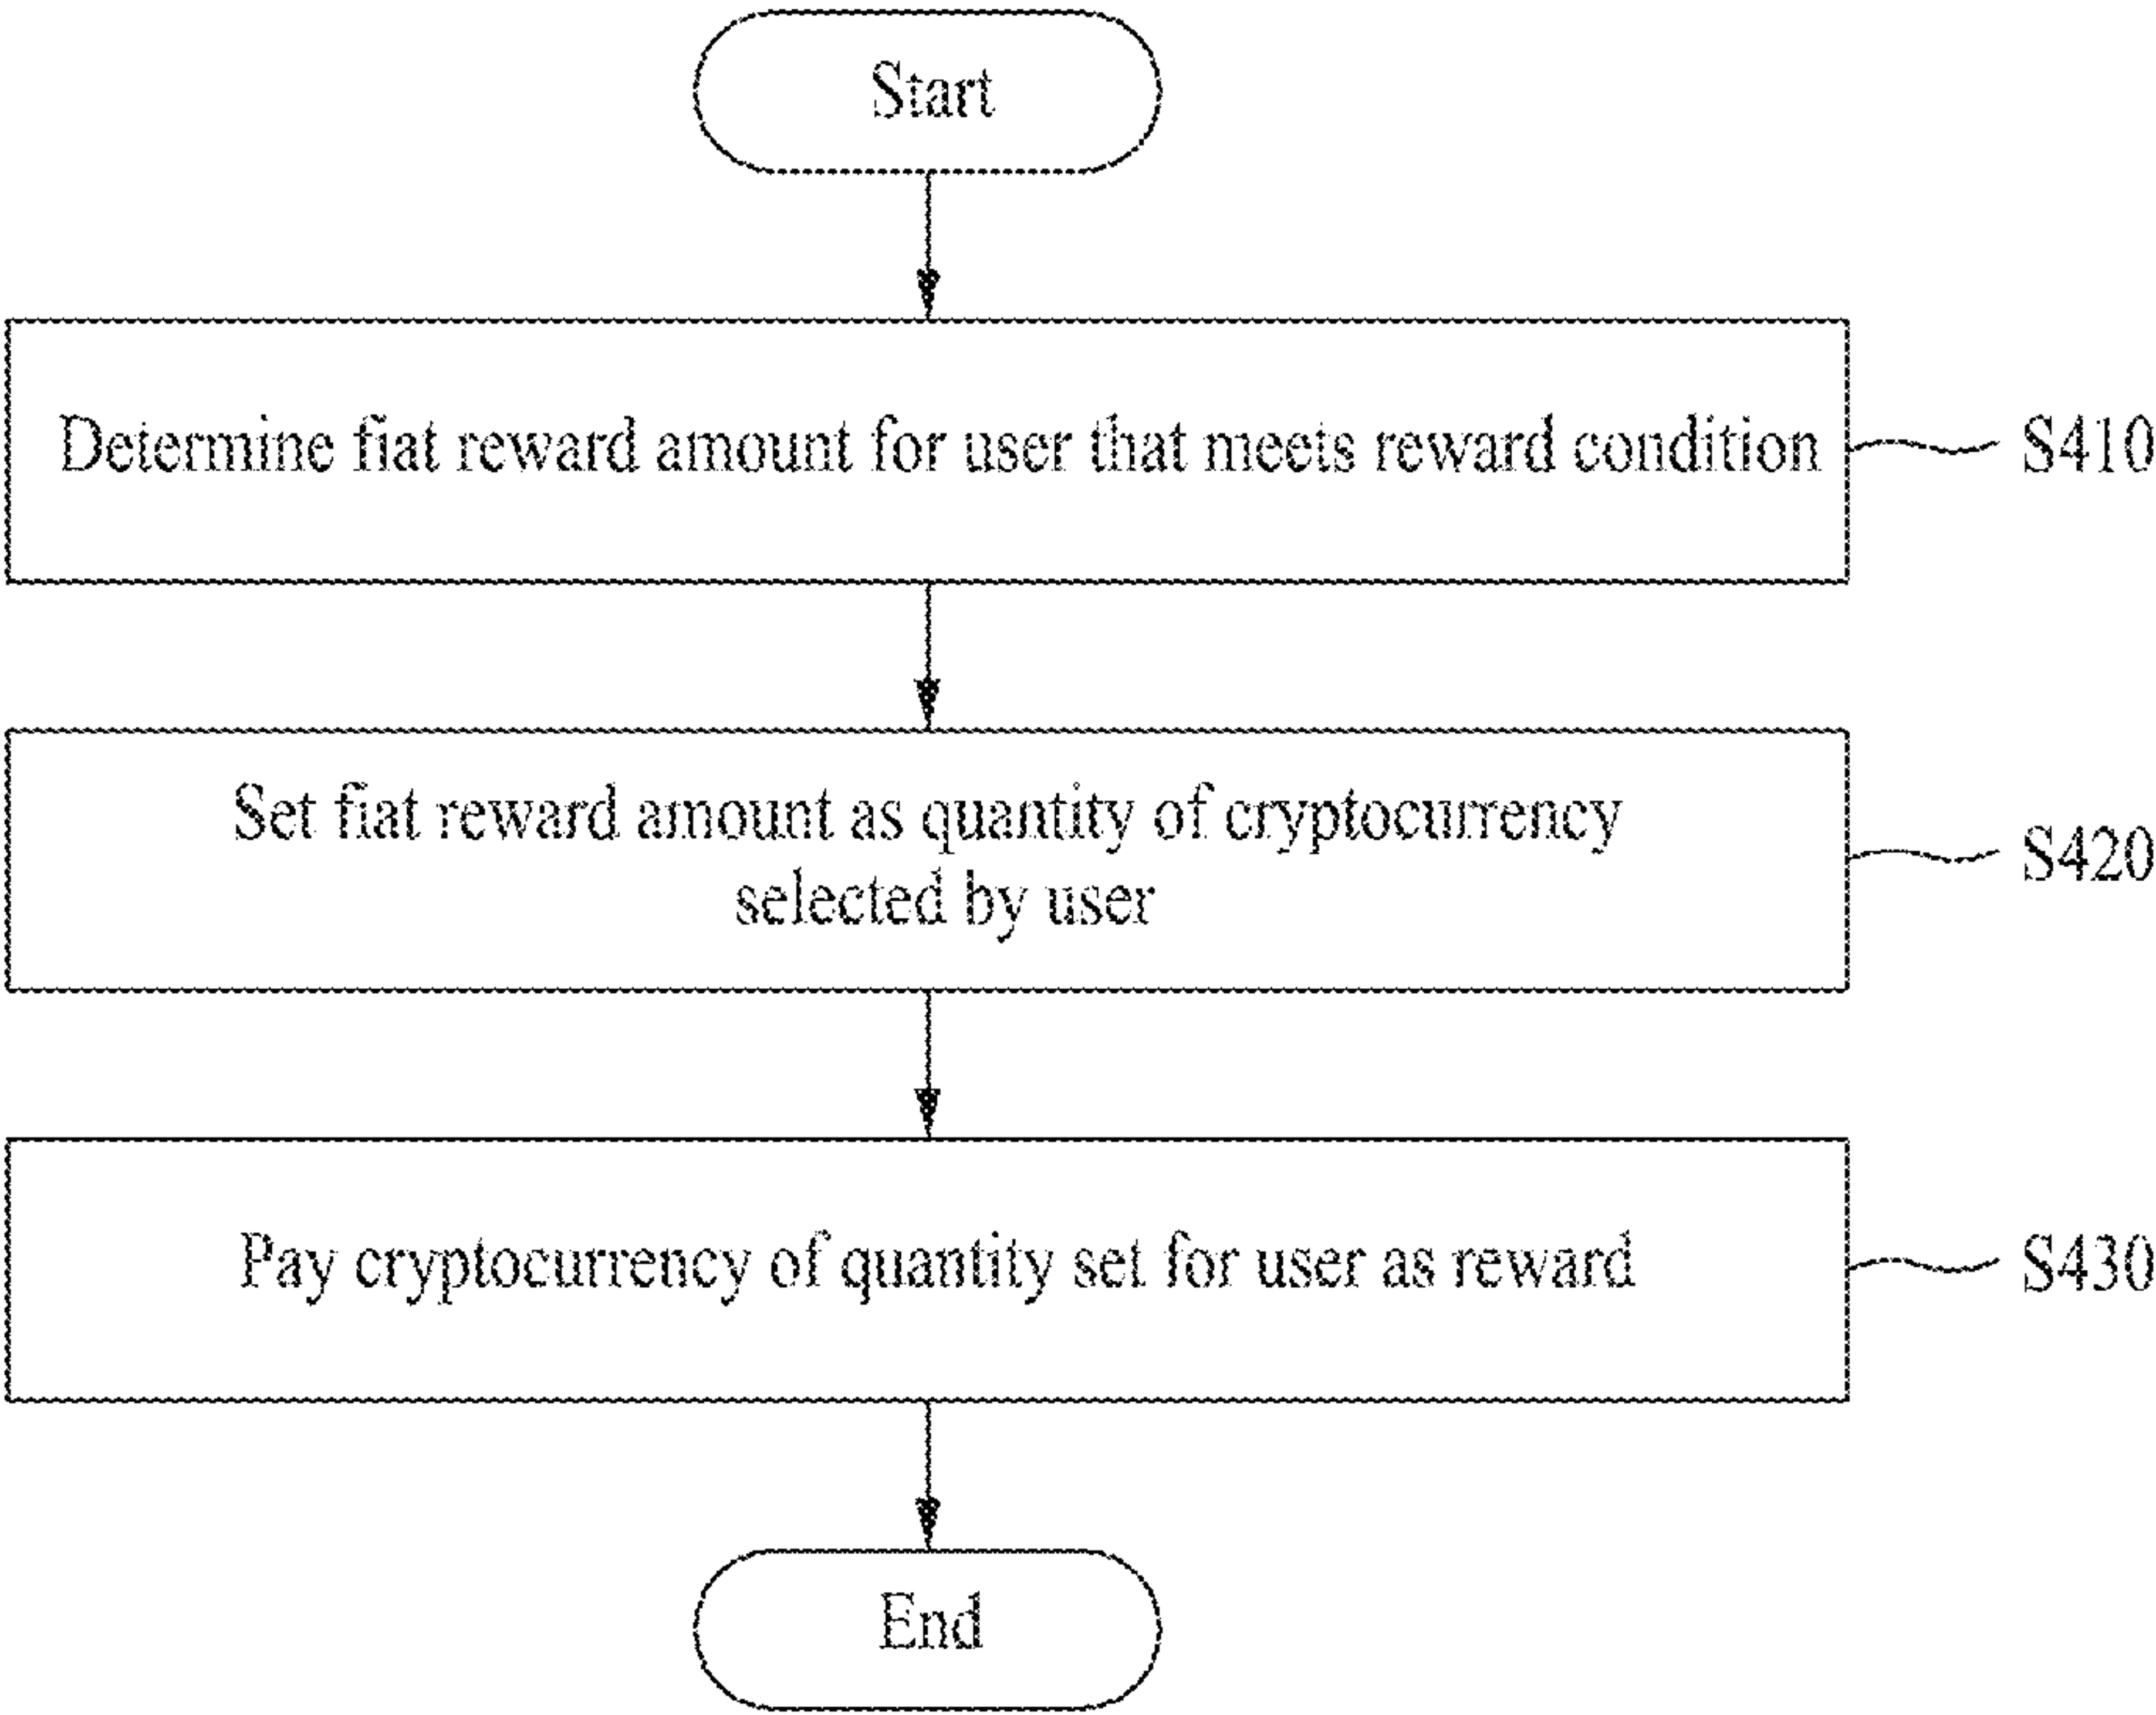 Start
Determine fiat reward amount for user that meets reward condition
S410
Set fiat reward amount as quantity of cryptocurrency
selected by user
S420
Pay cryptocurrency of quantity set for user as reward
S430
End